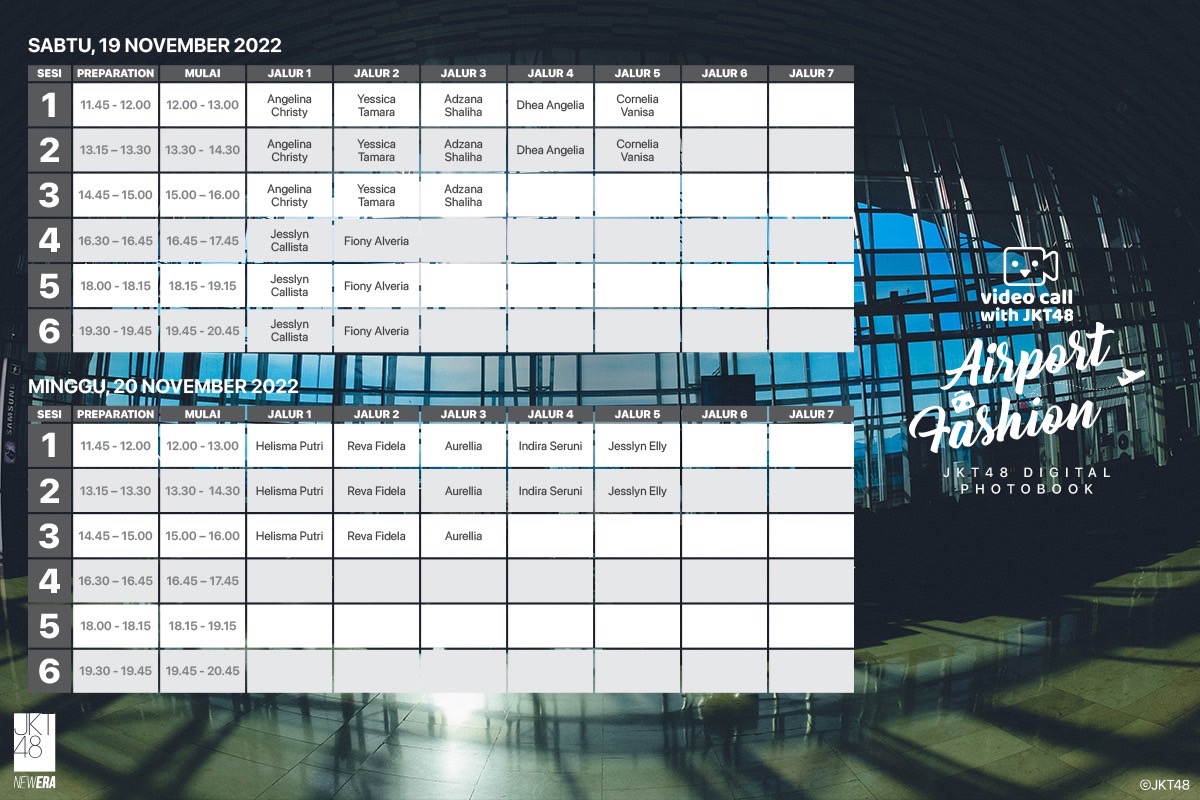 SABTU, 19 NOVEMBER 2022
SESI PREPARATION MULAI JALUR 1 JALUR 2 JALUR 3 JALUR 4 JALUR 5 JALUR 6 JALUR 7
1 11.45 - 12.00 12.00 - 13.00 Angelina Christy Yessica Tamara Adzana Shaliha Dhea Angelia Cornelia Vanisa
2 13.15 – 13.30 13.30 - 14.30 Angelina Christy Yessica Tamara Adzana Shaliha Dhea Angelia Cornelia Vanisa
3 14.45 – 15.00 15.00 – 16.00 Angelina Christy Yessica Tamara Adzana Shaliha
4 16.30 – 16.45 16.45 – 17.45 Jesslyn Callista Fiony Alveria
5 18.00 - 18.15 18.15 - 19.15 Jesslyn Callista Fiony Alveria
6 19.30 - 19.45 19.45 - 20.45 Jesslyn Callista Fiony Alveria
MINGGU, 20 NOVEMBER 2022
SESI PREPARATION MULAI JALUR 1 JALUR 2 JALUR 3 JALUR 4 JALUR 5 JALUR 6 JALUR 7
1 11.45 - 12.00 12.00 - 13.00 Helisma Putri Reva Fidela Aurellia Indira Seruni Jesslyn Elly
2 13.15 – 13.30 13.30 - 14.30 Helisma Putri Reva Fidela Aurellia Indira Seruni Jesslyn Elly
3 14.45 – 15.00 15.00 – 16.00 Helisma Putri Reva Fidela Aurellia
4 16.30 – 16.45 16.45 – 17.45
5 18.00 - 18.15 18.15 - 19.15
6 19.30 - 19.45 19.45 - 20.45
video call
with JKT48
Airport
Fashion
JKT48 DIGITAL
PHOTOBOOK
SAMSUNG
JKT
48
NEWERA
©JKT48